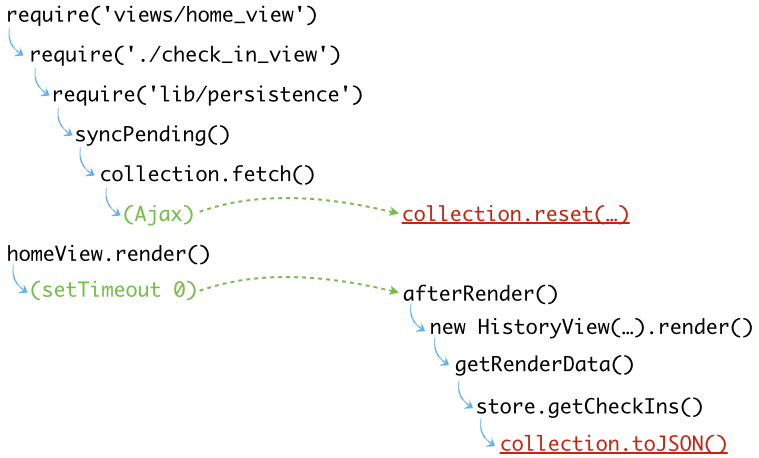 require('views/home_view')
require('./check_in_view')
require('lib/persistence')
syncPending()
collection.fetch()
(Ajax) collection.reset(…)
homeView.render()
(setTimeout 0) afterRender()
new HistoryView(…).render()
getRenderData()
store.getCheckIns()
collection.toJSON()